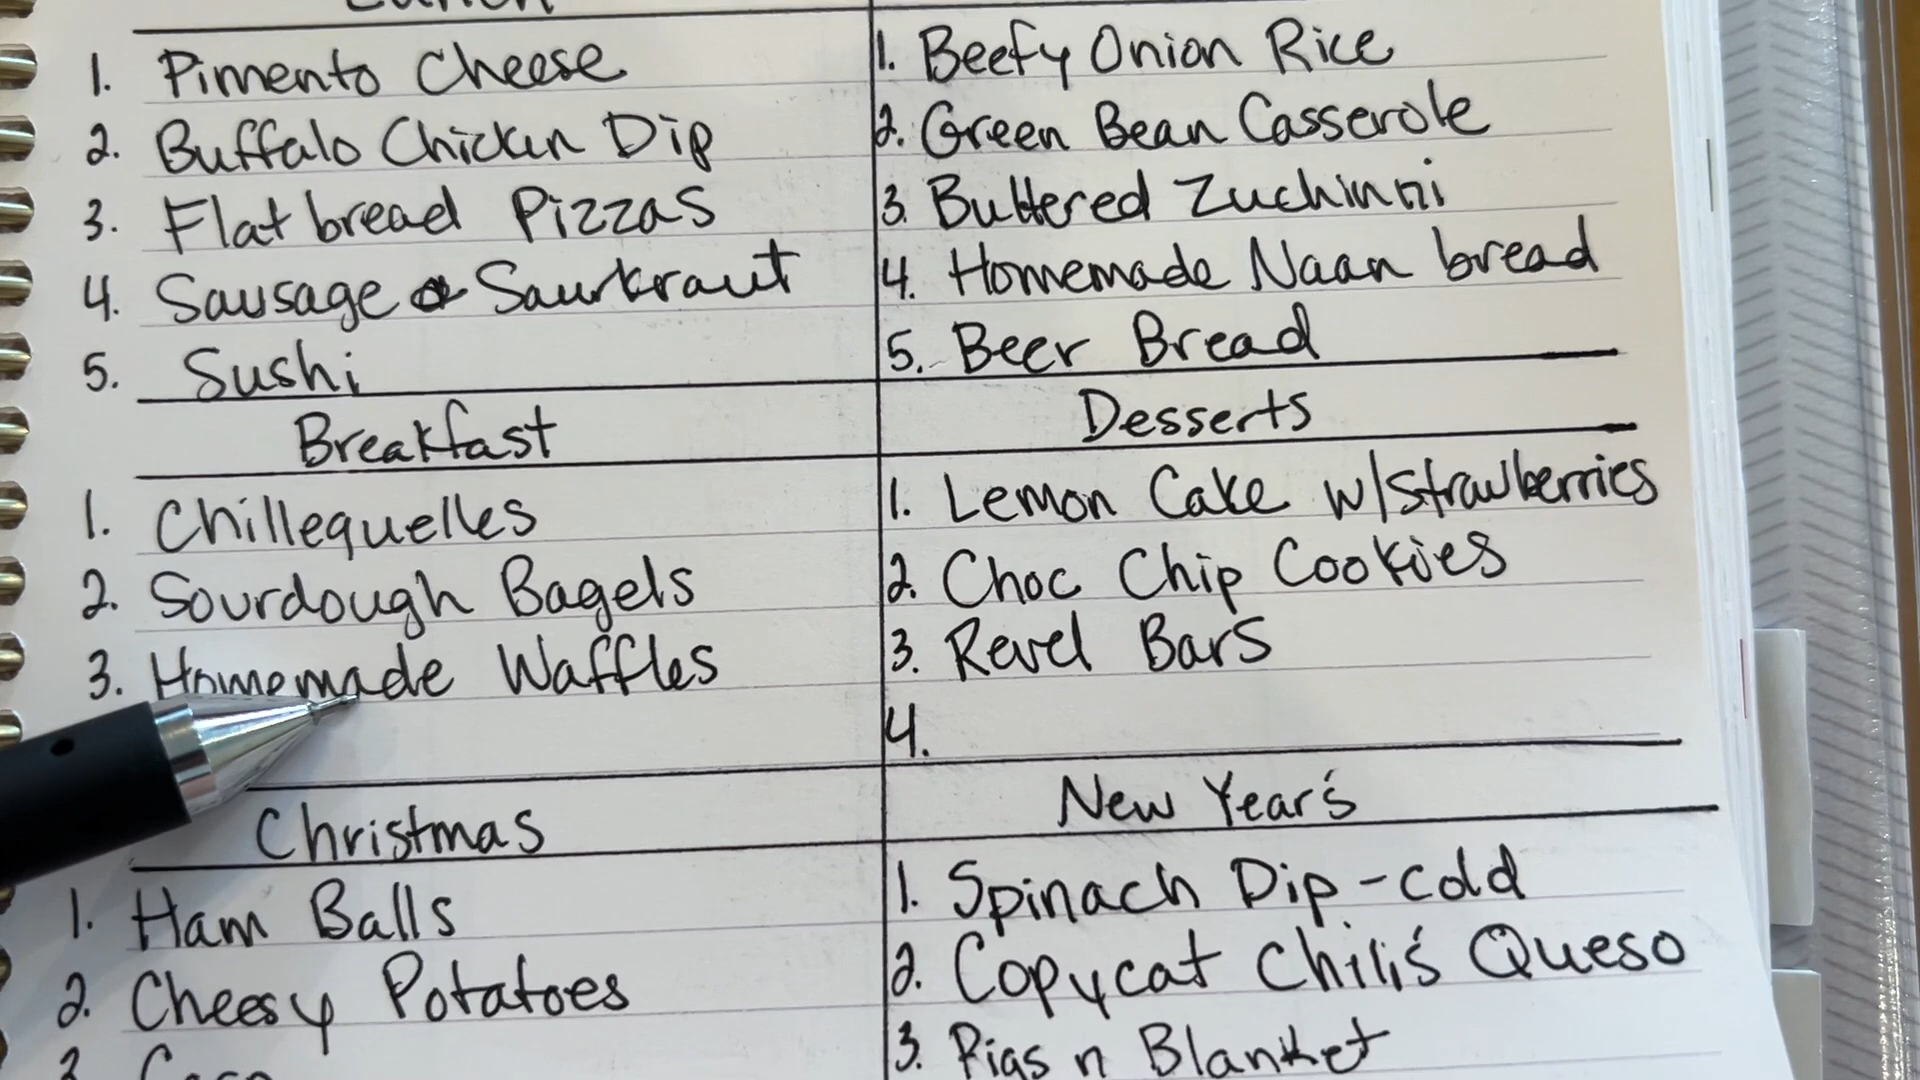 Lunch
1. Pimento Cheese
2. Buffalo Chicken Dip
3. Flatbread Pizzas
4. Sausage & Saurkraut
5. Sushi
1. Beefy Onion Rice
2. Green Bean Casserole
3. Buttered Zuchinni
4. Homemade Naan bread
5. Beer Bread
Breakfast
1. Chillequelles
2. Sourdough Bagels
3. Homemade Waffles
Desserts
1. Lemon Cake w/strawberries
2. Choc Chip Cookies
3. Revel Bars
4.
Christmas
1. Ham Balls
2. Cheesy Potatoes
3. Corn
New Year's
1. Spinach Dip - cold
2. Copycat Chili's Queso
3. Pigs n Blanket